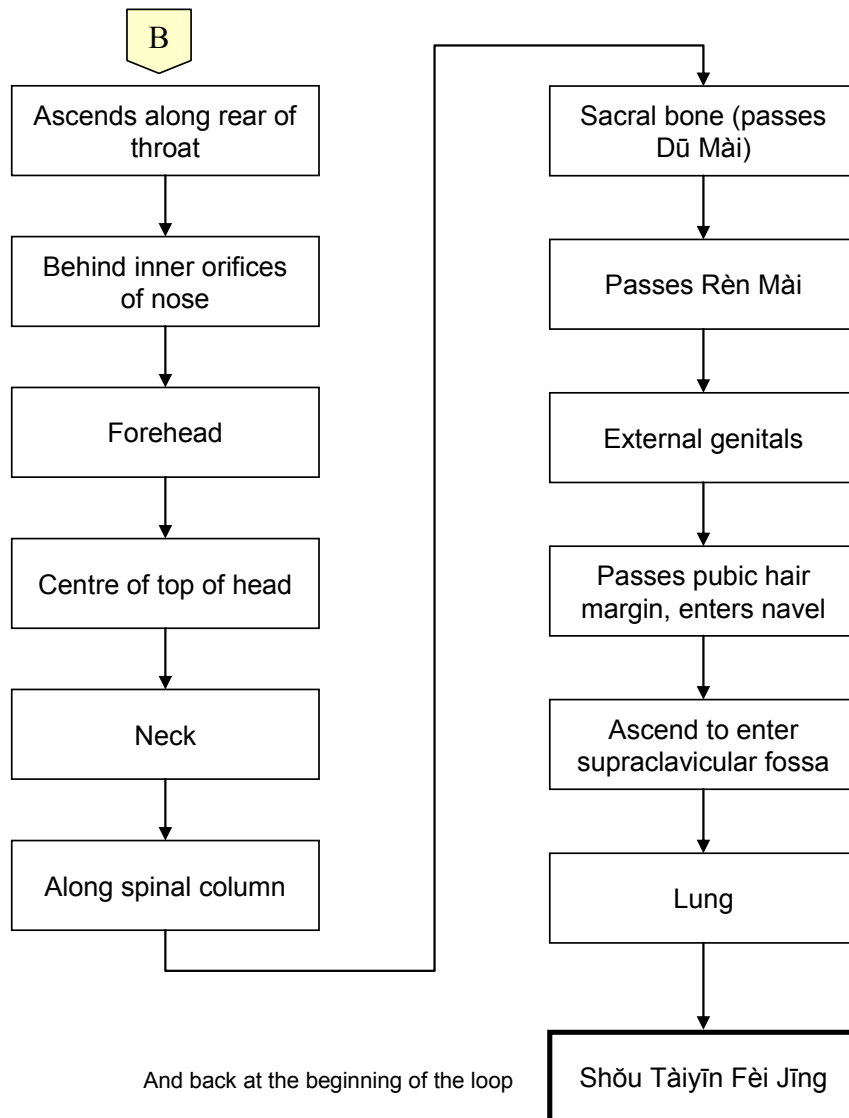 B
Ascends along rear of
throat
Behind inner orifices
of nose
Forehead
Centre of top of head
Neck
Along spinal column
Sacral bone (passes
Dū Mài)
Passes Rèn Mài
External genitals
Passes pubic hair
margin, enters navel
Ascend to enter
supraclavicular fossa
Lung
And back at the beginning of the loop
Shǒu Tàiyīn Fèi Jīng